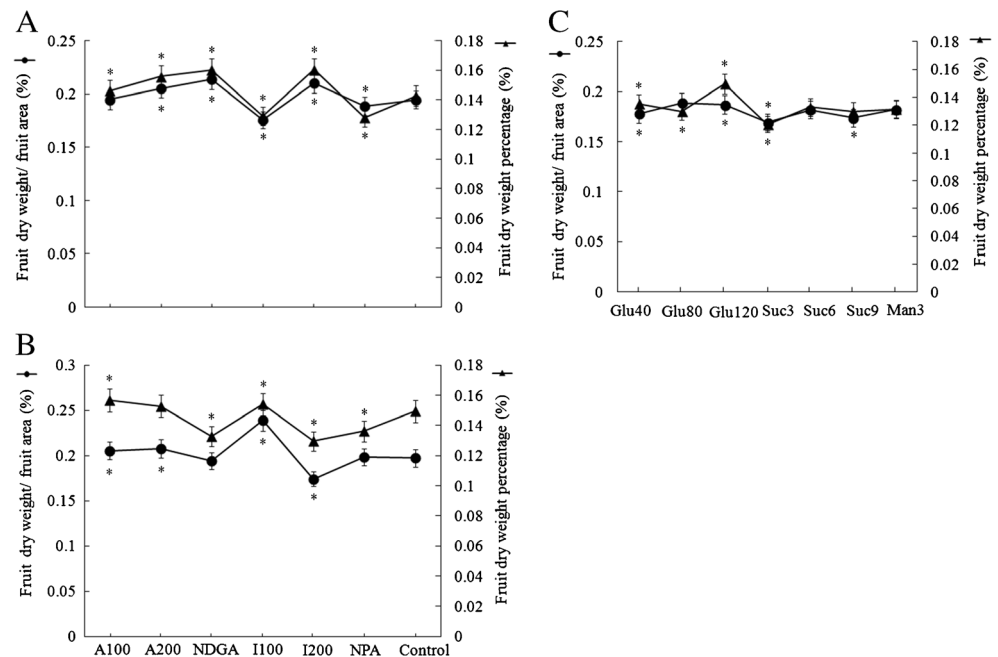 A
Fruit dry weight/ fruit area (%)
0.25
0.2
0.15
0.1
0.05
0
* * * * * * 
* * * * *
0.18
0.16
0.14
0.12
0.1
0.08
0.06
0.04
0.02
0
Fruit dry weight percentage (%)
B
Fruit dry weight/ fruit area (%)
0.3
0.25
0.2
0.15
0.1
0.05
0
* * * * *
* * * *
0.18
0.16
0.14
0.12
0.1
0.08
0.06
0.04
0.02
0
Fruit dry weight percentage (%)
A100 A200 NDGA I100 I200 NPA Control
C
Fruit dry weight/ fruit area (%)
0.25
0.2
0.15
0.1
0.05
0
* * *
* * * * *
0.18
0.16
0.14
0.12
0.1
0.08
0.06
0.04
0.02
0
Fruit dry weight percentage (%)
Glu40 Glu80 Glu120 Suc3 Suc6 Suc9 Man3